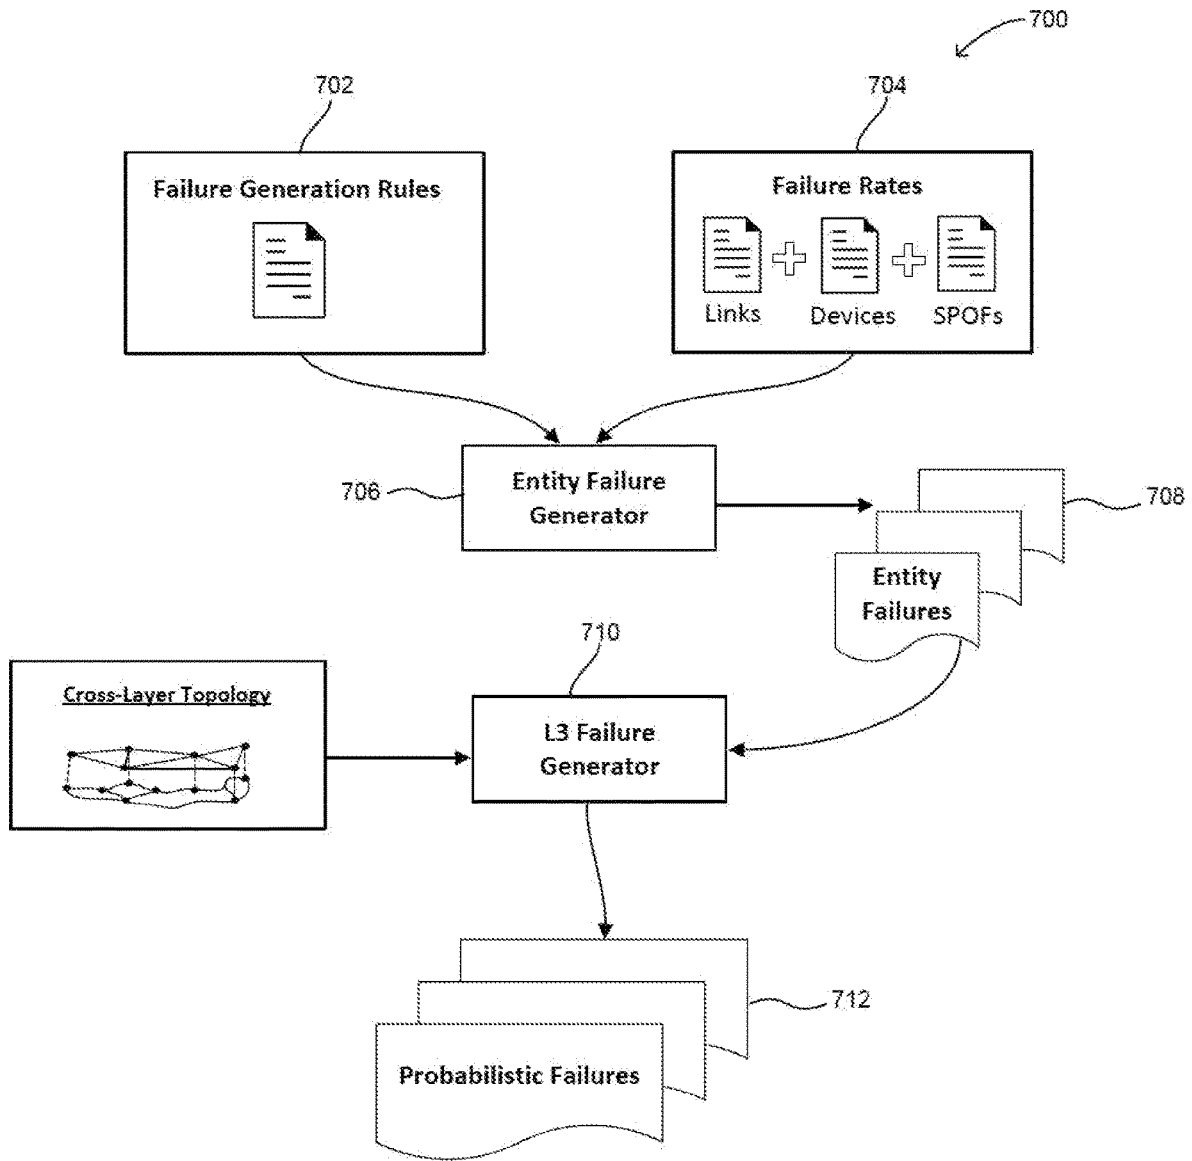 700
702
704
Failure Generation Rules
Failure Rates
Links
Devices
SPOFs
706
Entity Failure
Generator
708
Entity
Failures
710
Cross-Layer Topology
L3 Failure
Generator
712
Probabilistic Failures